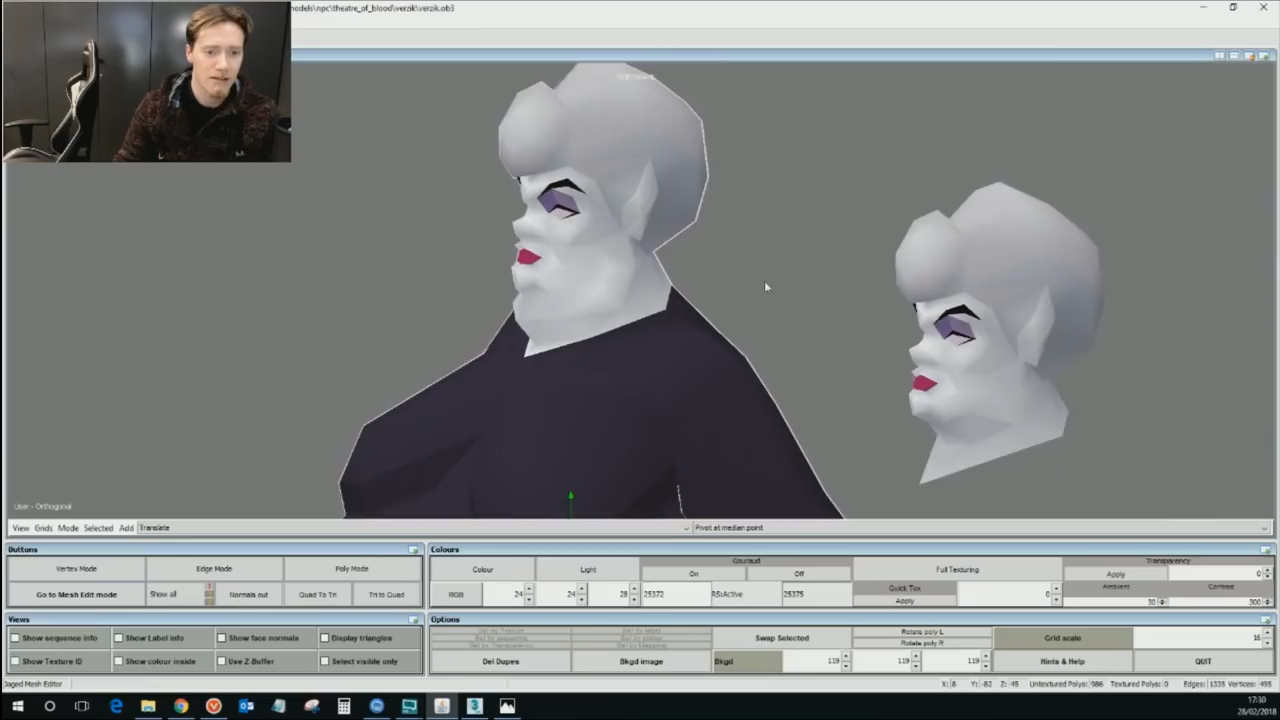 nodels\npc\theatre_of_blood\verzik\verzik.ob3
User - Orthogonal
View Grids Mode Selected Add Translate Pivot at median point
Buttons
Vertex Mode Edge Mode Poly Mode
Go to Mesh Edit mode Show all Normals out Quad To Tri Tri to Quad
Colours
Colour Light Gouraud Full Texturing Transparency
On Off Apply 0
RGB 24 24 28 25372 RS:Active 25375 Quick Tex 0 Ambient Contrast
Apply 30 300
Views
Show sequence info Show Label info Show face normals Display triangles
Show Texture ID Show colour inside Use Z-Buffer Select visible only
Options
Swap Selected Rotate poly L Grid scale 16
Rotate poly R
Del Dupes Bkgd image Bkgd 119 119 119 Hints & Help QUIT
Jaged Mesh Editor X: 8 Y: -82 Z: 45 Untextured Polys: 986 Textured Polys: 0 Edges: 1335 Vertices: 495
17:30
28/02/2018